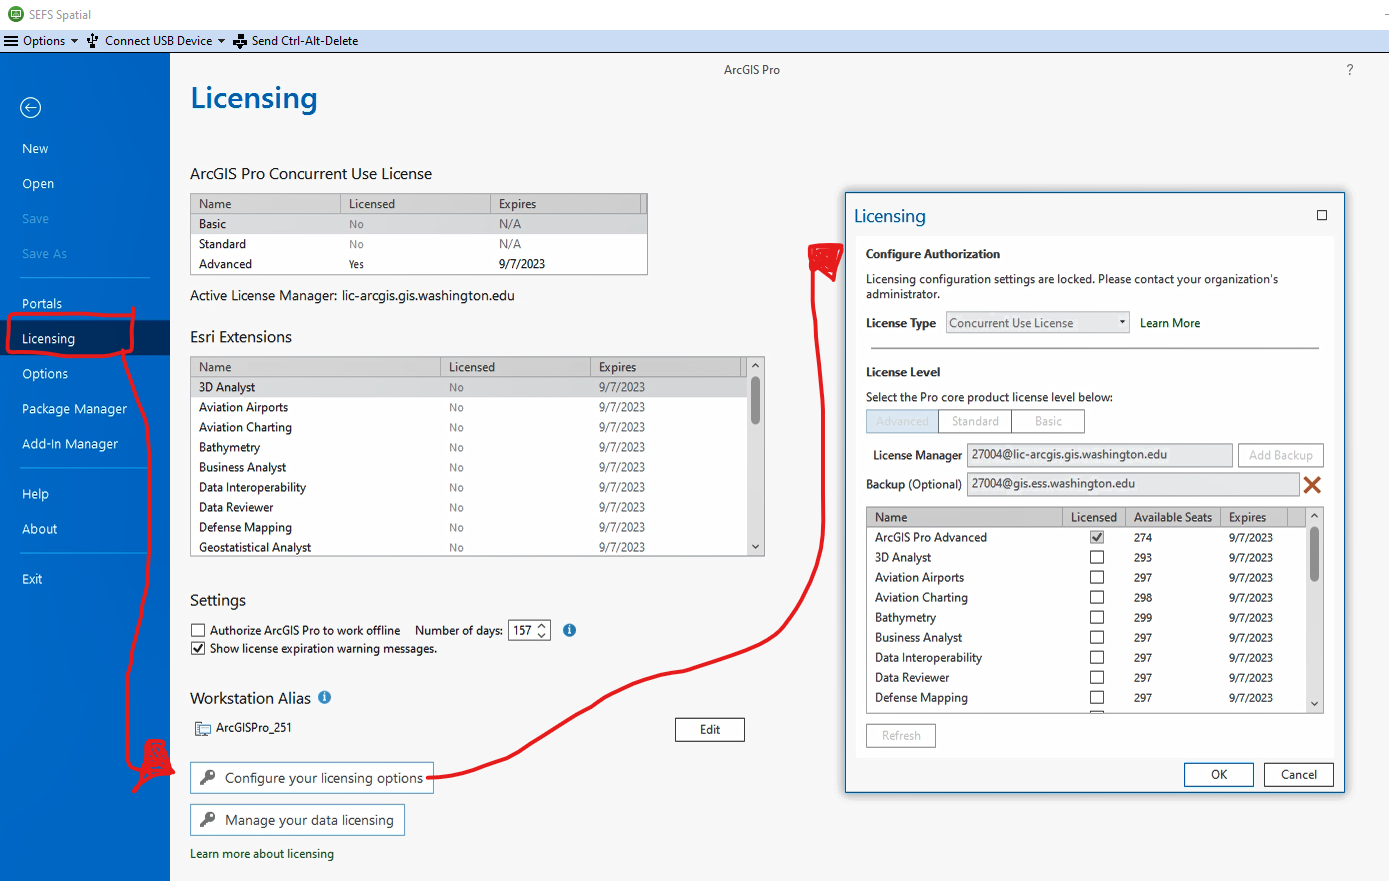 SEFS Spatial
Options Connect USB Device Send Ctrl-Alt-Delete
ArcGIS Pro ?
Licensing
New
Open
Save
Save As
Portals
Licensing
Options
Package Manager
Add-In Manager
Help
About
Exit
ArcGIS Pro Concurrent Use License
Name Licensed Expires
Basic No N/A
Standard No N/A
Advanced Yes 9/7/2023
Active License Manager: lic-arcgis.gis.washington.edu
Esri Extensions
Name Licensed Expires
3D Analyst No 9/7/2023
Aviation Airports No 9/7/2023
Aviation Charting No 9/7/2023
Bathymetry No 9/7/2023
Business Analyst No 9/7/2023
Data Interoperability No 9/7/2023
Data Reviewer No 9/7/2023
Defense Mapping No 9/7/2023
Geostatistical Analyst No 9/7/2023
Settings
Authorize ArcGIS Pro to work offline Number of days: 157
Show license expiration warning messages.
Workstation Alias
ArcGISPro_251 Edit
Configure your licensing options
Manage your data licensing
Learn more about licensing
Licensing
Configure Authorization
Licensing configuration settings are locked. Please contact your organization's
administrator.
License Type Concurrent Use License Learn More
License Level
Select the Pro core product license level below:
Advanced Standard Basic
License Manager 27004@lic-arcgis.gis.washington.edu Add Backup
Backup (Optional) 27004@gis.ess.washington.edu
Name Licensed Available Seats Expires
ArcGIS Pro Advanced 274 9/7/2023
3D Analyst 293 9/7/2023
Aviation Airports 297 9/7/2023
Aviation Charting 298 9/7/2023
Bathymetry 299 9/7/2023
Business Analyst 297 9/7/2023
Data Interoperability 297 9/7/2023
Data Reviewer 297 9/7/2023
Defense Mapping 297 9/7/2023
Refresh
OK Cancel